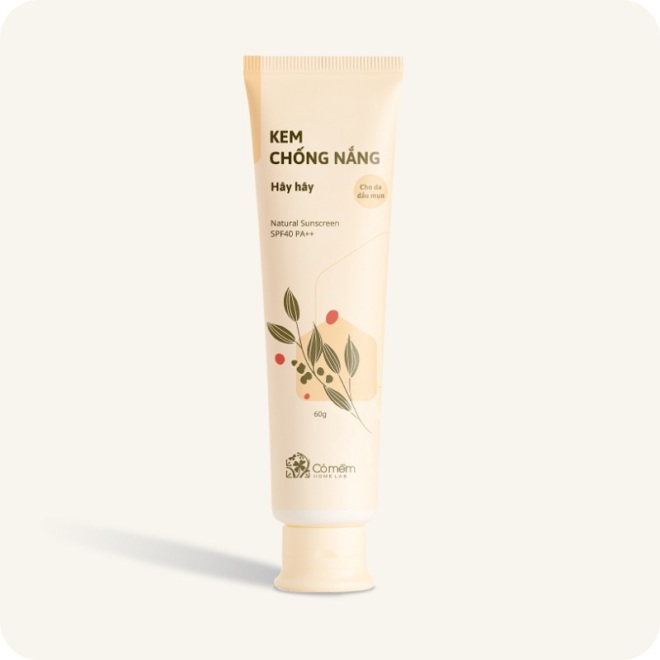 KEM
CHỐNG NẮNG
Hây hây
Cho da
dầu mụn
Natural Sunscreen
SPF40 PA++
60g
Cỏ mềm
HOME LAB